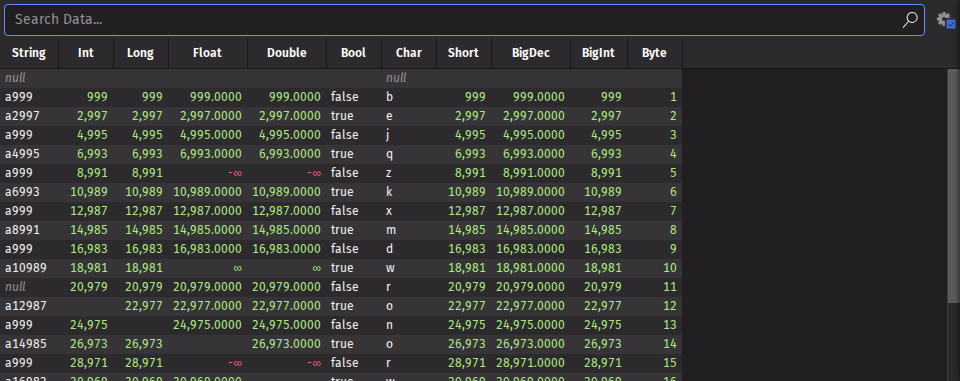 Search Data...
String Int Long Float Double Bool Char Short BigDec BigInt Byte
null null
a999 999 999 999.0000 999.0000 false b 999 999.0000 999 1
a2997 2,997 2,997 2,997.0000 2,997.0000 true e 2,997 2,997.0000 2,997 2
a999 4,995 4,995 4,995.0000 4,995.0000 false j 4,995 4,995.0000 4,995 3
a4995 6,993 6,993 6,993.0000 6,993.0000 true q 6,993 6,993.0000 6,993 4
a999 8,991 8,991 -∞ -∞ false z 8,991 8,991.0000 8,991 5
a6993 10,989 10,989 10,989.0000 10,989.0000 true k 10,989 10,989.0000 10,989 6
a999 12,987 12,987 12,987.0000 12,987.0000 false x 12,987 12,987.0000 12,987 7
a8991 14,985 14,985 14,985.0000 14,985.0000 true m 14,985 14,985.0000 14,985 8
a999 16,983 16,983 16,983.0000 16,983.0000 false d 16,983 16,983.0000 16,983 9
a10989 18,981 18,981 ∞ ∞ true w 18,981 18,981.0000 18,981 10
null 20,979 20,979 20,979.0000 20,979.0000 false r 20,979 20,979.0000 20,979 11
a12987 22,977 22,977.0000 22,977.0000 true o 22,977 22,977.0000 22,977 12
a999 24,975 24,975.0000 24,975.0000 false n 24,975 24,975.0000 24,975 13
a14985 26,973 26,973 26,973.0000 true o 26,973 26,973.0000 26,973 14
a999 28,971 28,971 -∞ -∞ false r 28,971 28,971.0000 28,971 15